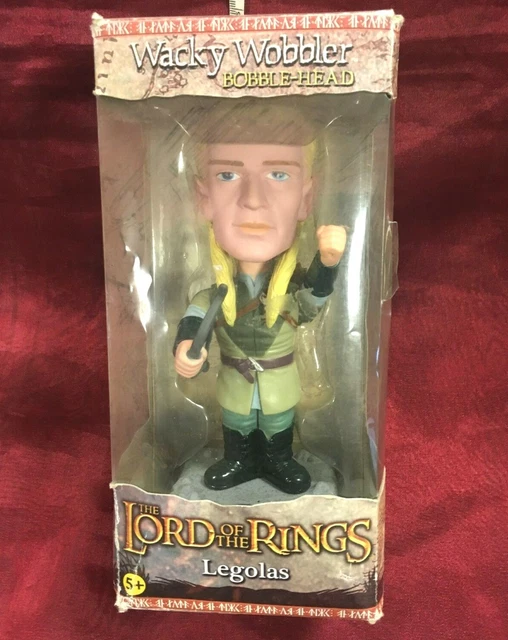 Wacky Wobbler
BOBBLE-HEAD
THE
LORD OF THE RINGS
Legolas
5+